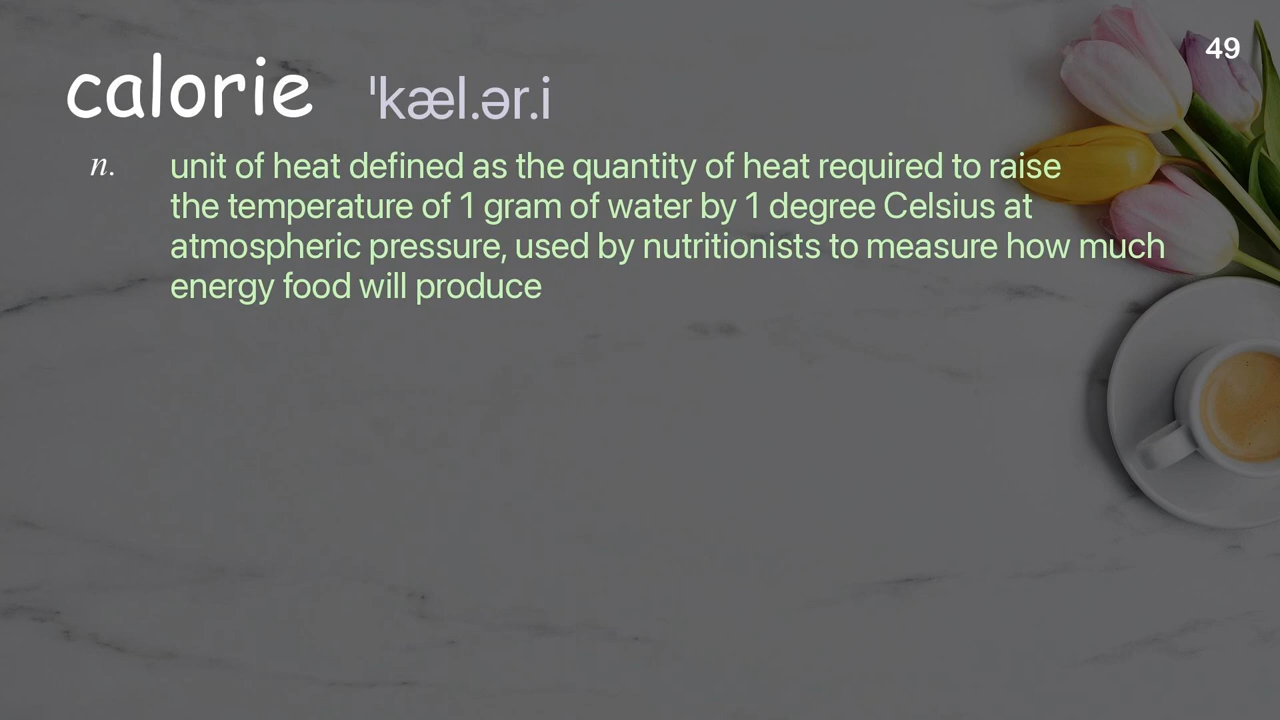 49
calorie ˈkæl.ər.i
n. unit of heat defined as the quantity of heat required to raise
the temperature of 1 gram of water by 1 degree Celsius at
atmospheric pressure, used by nutritionists to measure how much
energy food will produce